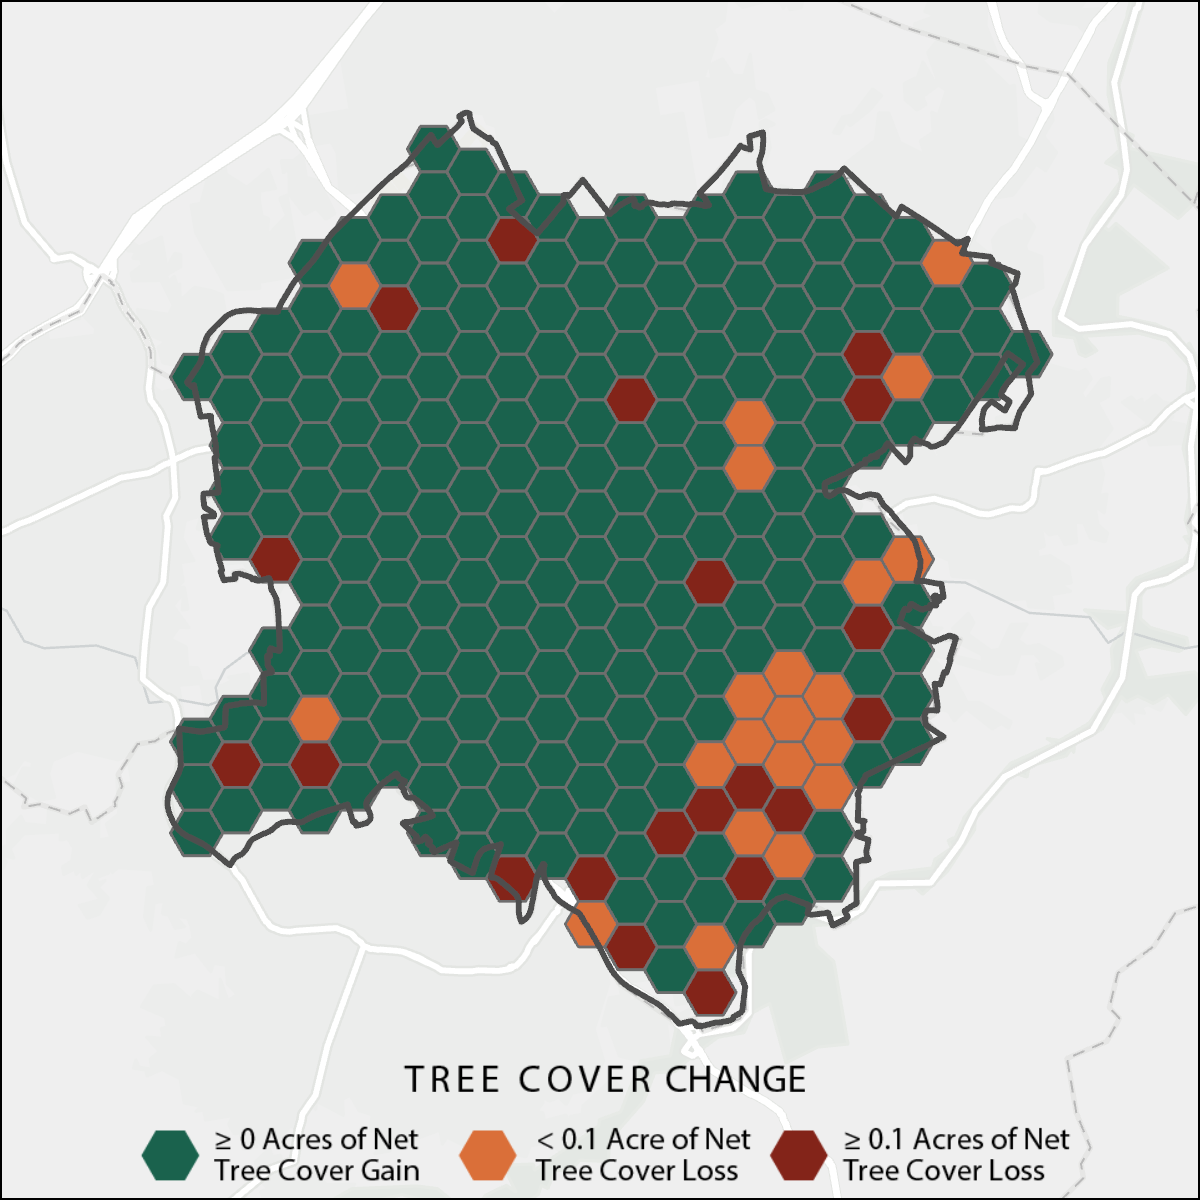 TREE COVER CHANGE
≥ 0 Acres of Net
Tree Cover Gain
< 0.1 Acre of Net
Tree Cover Loss
≥ 0.1 Acres of Net
Tree Cover Loss